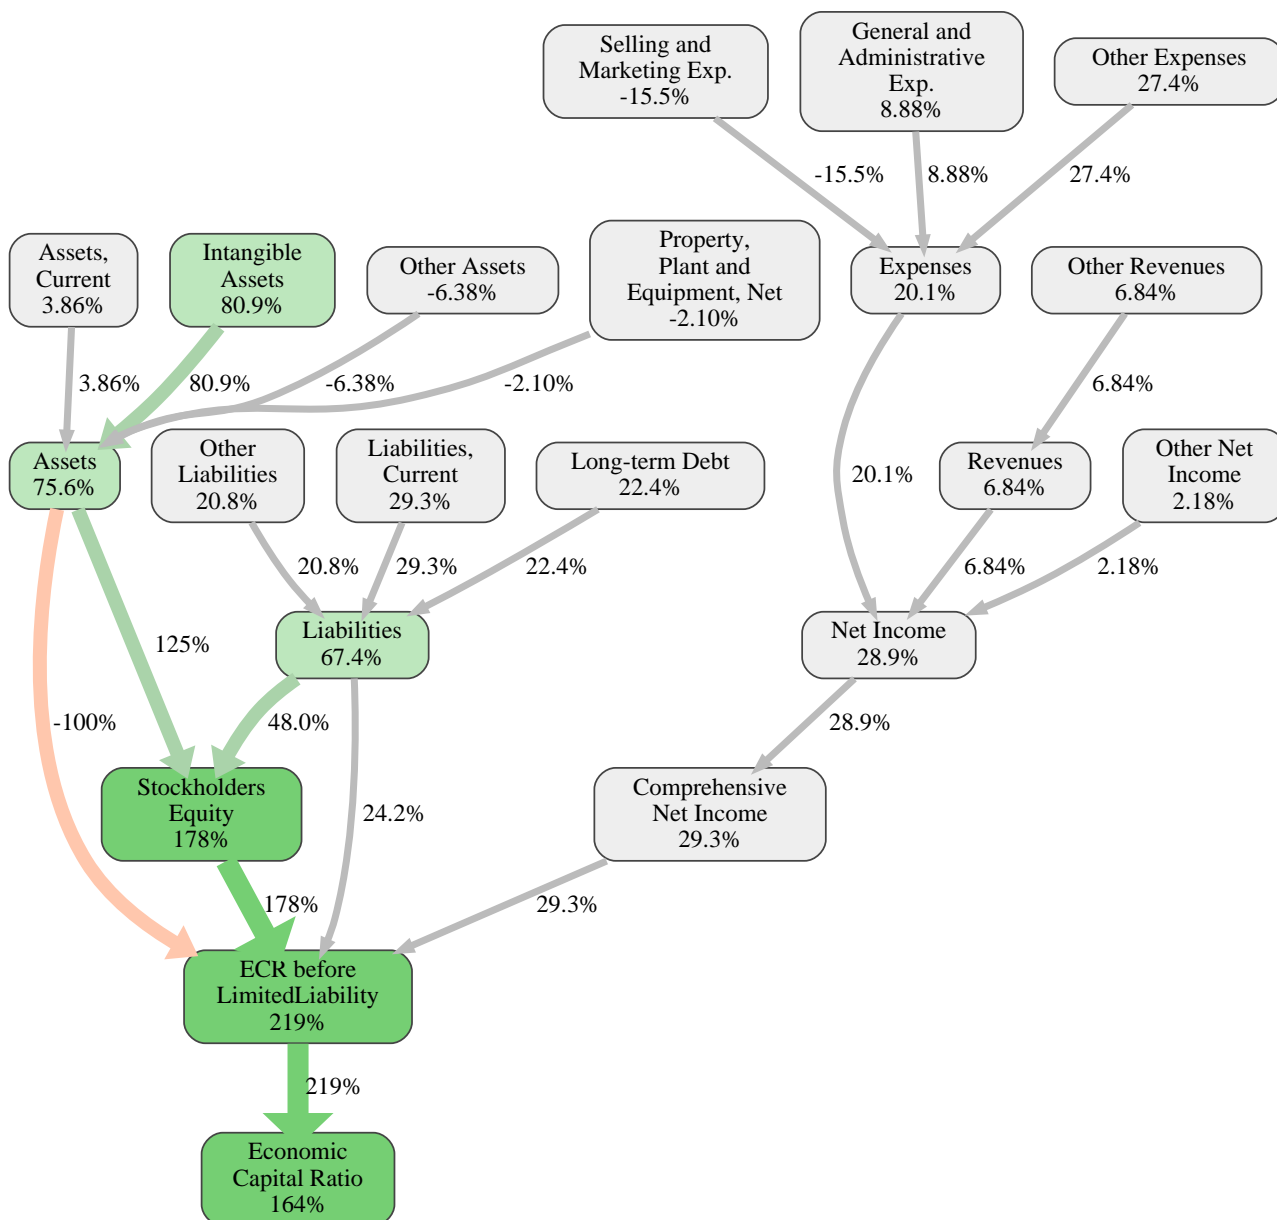 Selling and
Marketing Exp.
-15.5%
General and
Administrative
Exp.
8.88%
Other Expenses
27.4%
-15.5%
8.88%
27.4%
Assets,
Current
3.86%
Intangible
Assets
80.9%
Other Assets
-6.38%
Property,
Plant and
Equipment, Net
-2.10%
Expenses
20.1%
Other Revenues
6.84%
3.86%
80.9%
-6.38%
-2.10%
6.84%
Assets
75.6%
Other
Liabilities
20.8%
Liabilities,
Current
29.3%
Long-term Debt
22.4%
20.1%
Revenues
6.84%
Other Net
Income
2.18%
20.8%
29.3%
22.4%
6.84%
2.18%
125%
Liabilities
67.4%
Net Income
28.9%
-100%
48.0%
28.9%
Stockholders
Equity
178%
24.2%
Comprehensive
Net Income
29.3%
178%
29.3%
ECR before
LimitedLiability
219%
219%
Economic
Capital Ratio
164%